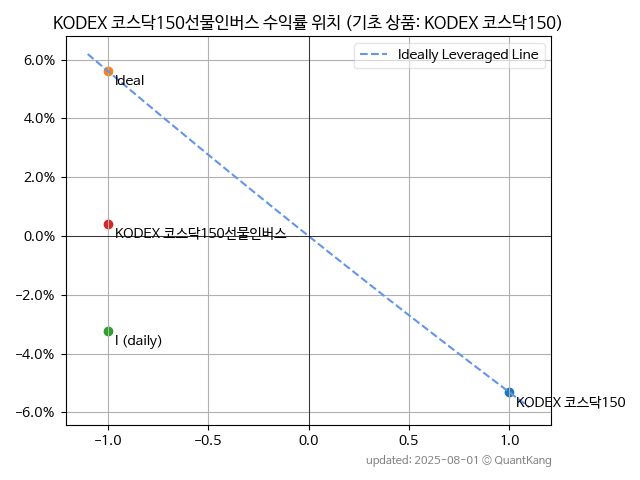 KODEX 코스닥150선물인버스 수익률 위치 (기초 상품: KODEX 코스닥150)
Ideally Leveraged Line
6.0%
Ideal
4.0%
2.0%
KODEX 코스닥150선물인버스
0.0%
−2.0%
I (daily)
−4.0%
KODEX 코스닥150
−6.0%
−1.0 −0.5 0.0 0.5 1.0
updated: 2025-08-01 © QuantKang